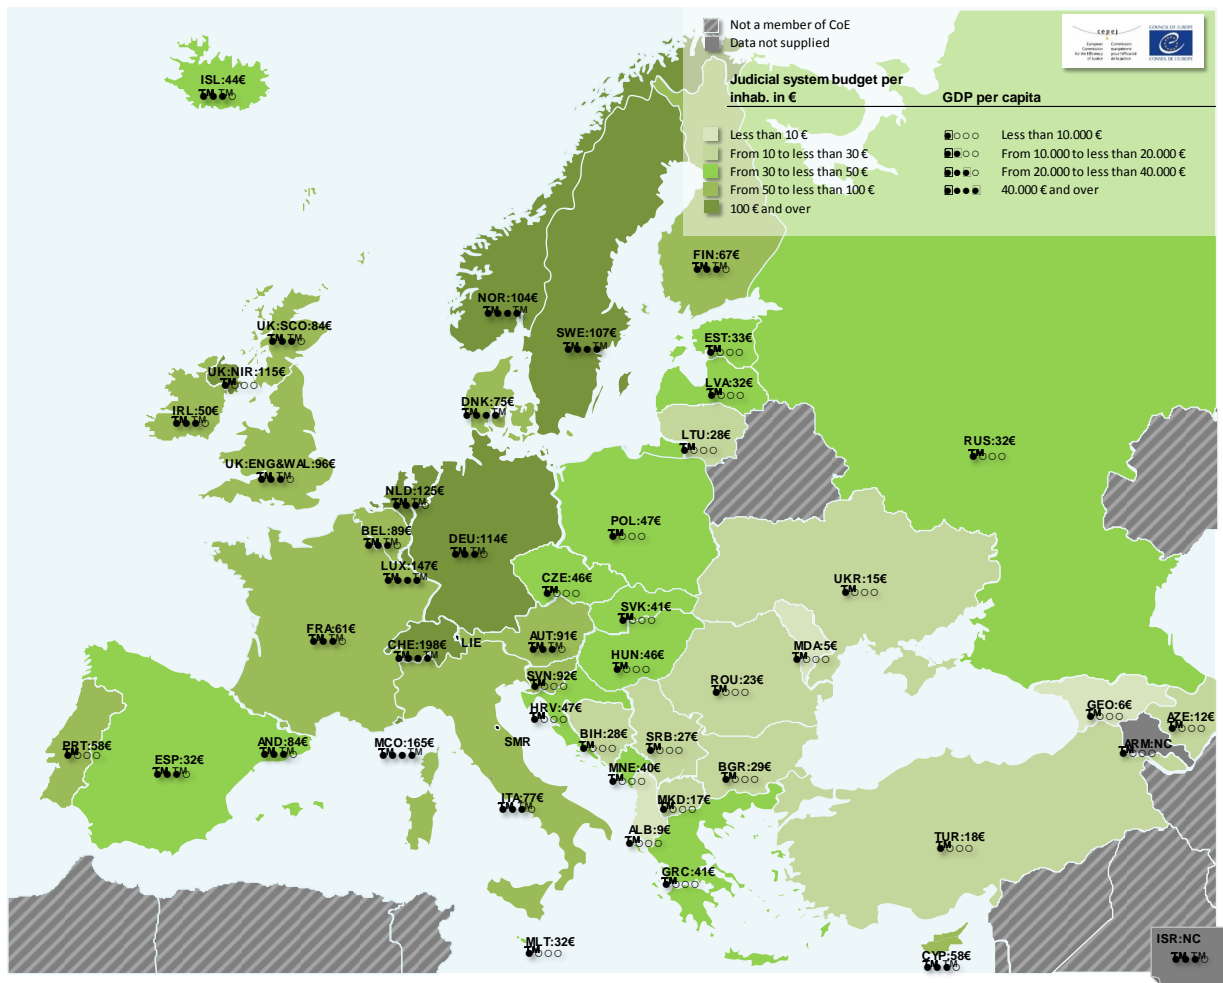 Not a member of CoE
Data not supplied
Judicial system budget per
inhab. in €
GDP per capita
Less than 10 €
From 10 to less than 30 €
From 30 to less than 50 €
From 50 to less than 100 €
100 € and over
Less than 10.000 €
From 10.000 to less than 20.000 €
From 20.000 to less than 40.000 €
40.000 € and over
cepej
COUNCIL OF EUROPE
CONSEIL DE L'EUROPE
ISL:44€
FIN:67€
NOR:104€
UK:SCO:84€
SWE:107€
EST:33€
UK:NIR:115€
LVA:32€
IRL:50€
DNK:75€
LTU:28€
RUS:32€
UK:ENG&WAL:96€
NLD:125€
POL:47€
BEL:89€
DEU:114€
LUX:147€
CZE:46€
UKR:15€
SVK:41€
FRA:61€
CHE:198€
LIE
AUT:91€
MDA:5€
HUN:46€
SVN:92€
ROU:23€
HRV:47€
GEO:6€
AZE:12€
PRT:58€
AND:84€
MCO:165€
SMR
BIH:28€
SRB:27€
ARM:NC
ESP:32€
MNE:40€
BGR:29€
ITA:77€
MKD:17€
ALB:9€
TUR:18€
GRC:41€
MLT:32€
CYP:58€
ISR:NC